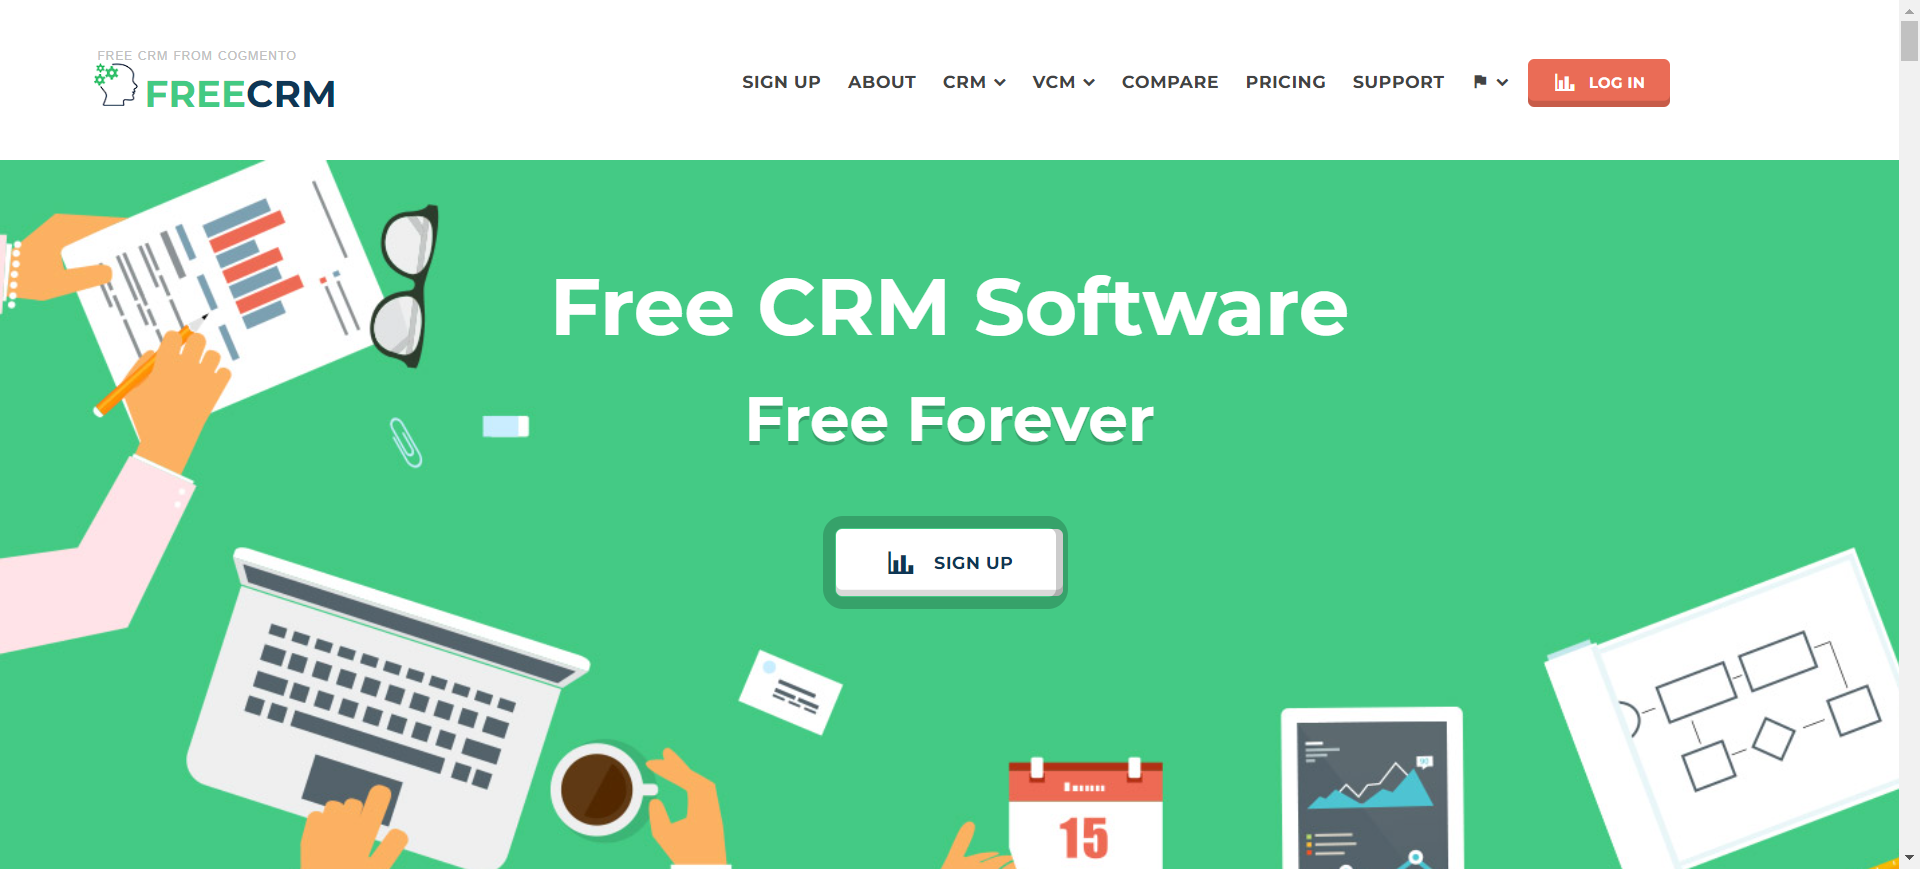 FREE CRM FROM COGMENTO
FREECRM
SIGN UP ABOUT CRM VCM COMPARE PRICING SUPPORT LOG IN
Free CRM Software
Free Forever
SIGN UP
15